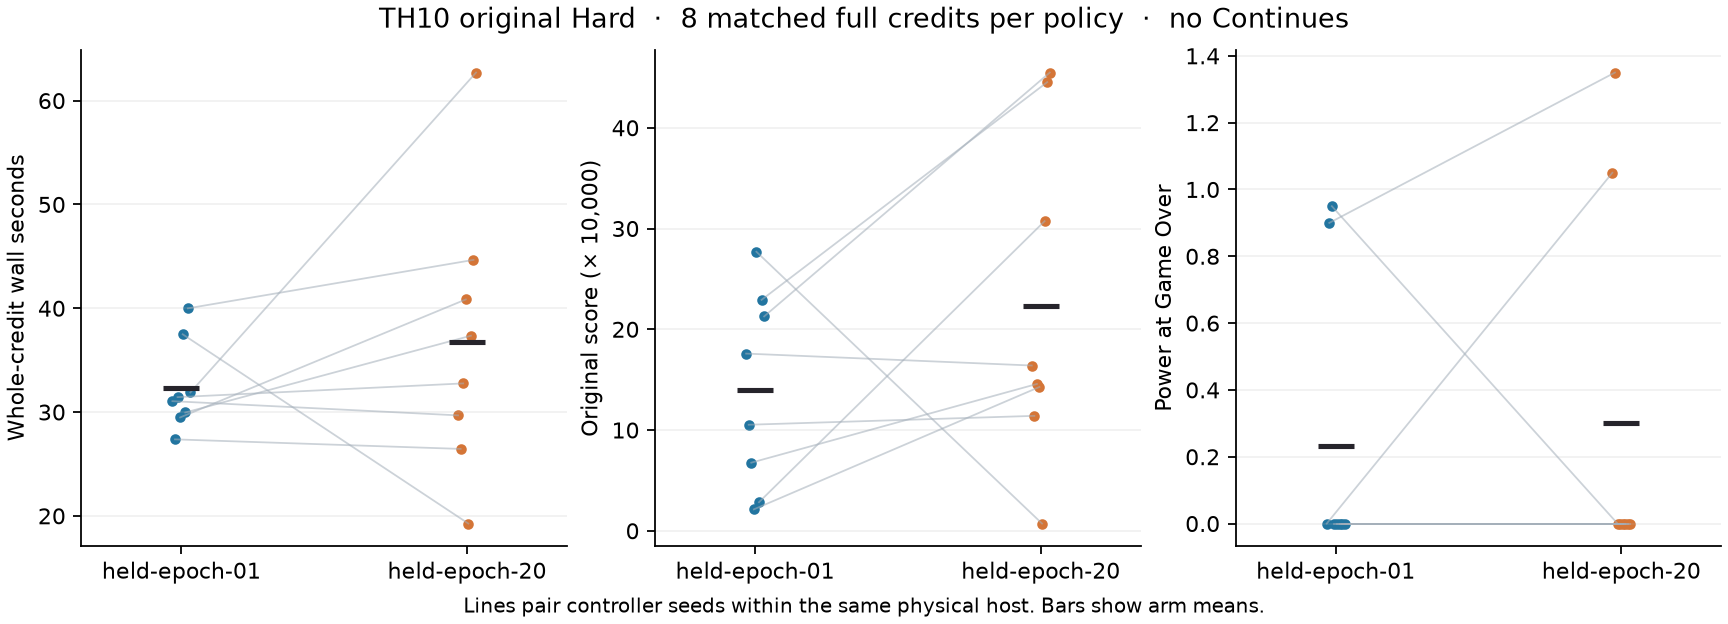 TH10 original Hard · 8 matched full credits per policy · no Continues
Whole-credit wall seconds
60
50
40
30
20
held-epoch-01
held-epoch-20
Original score (× 10,000)
40
30
20
10
0
held-epoch-01
held-epoch-20
Power at Game Over
1.4
1.2
1.0
0.8
0.6
0.4
0.2
0.0
held-epoch-01
held-epoch-20
Lines pair controller seeds within the same physical host. Bars show arm means.